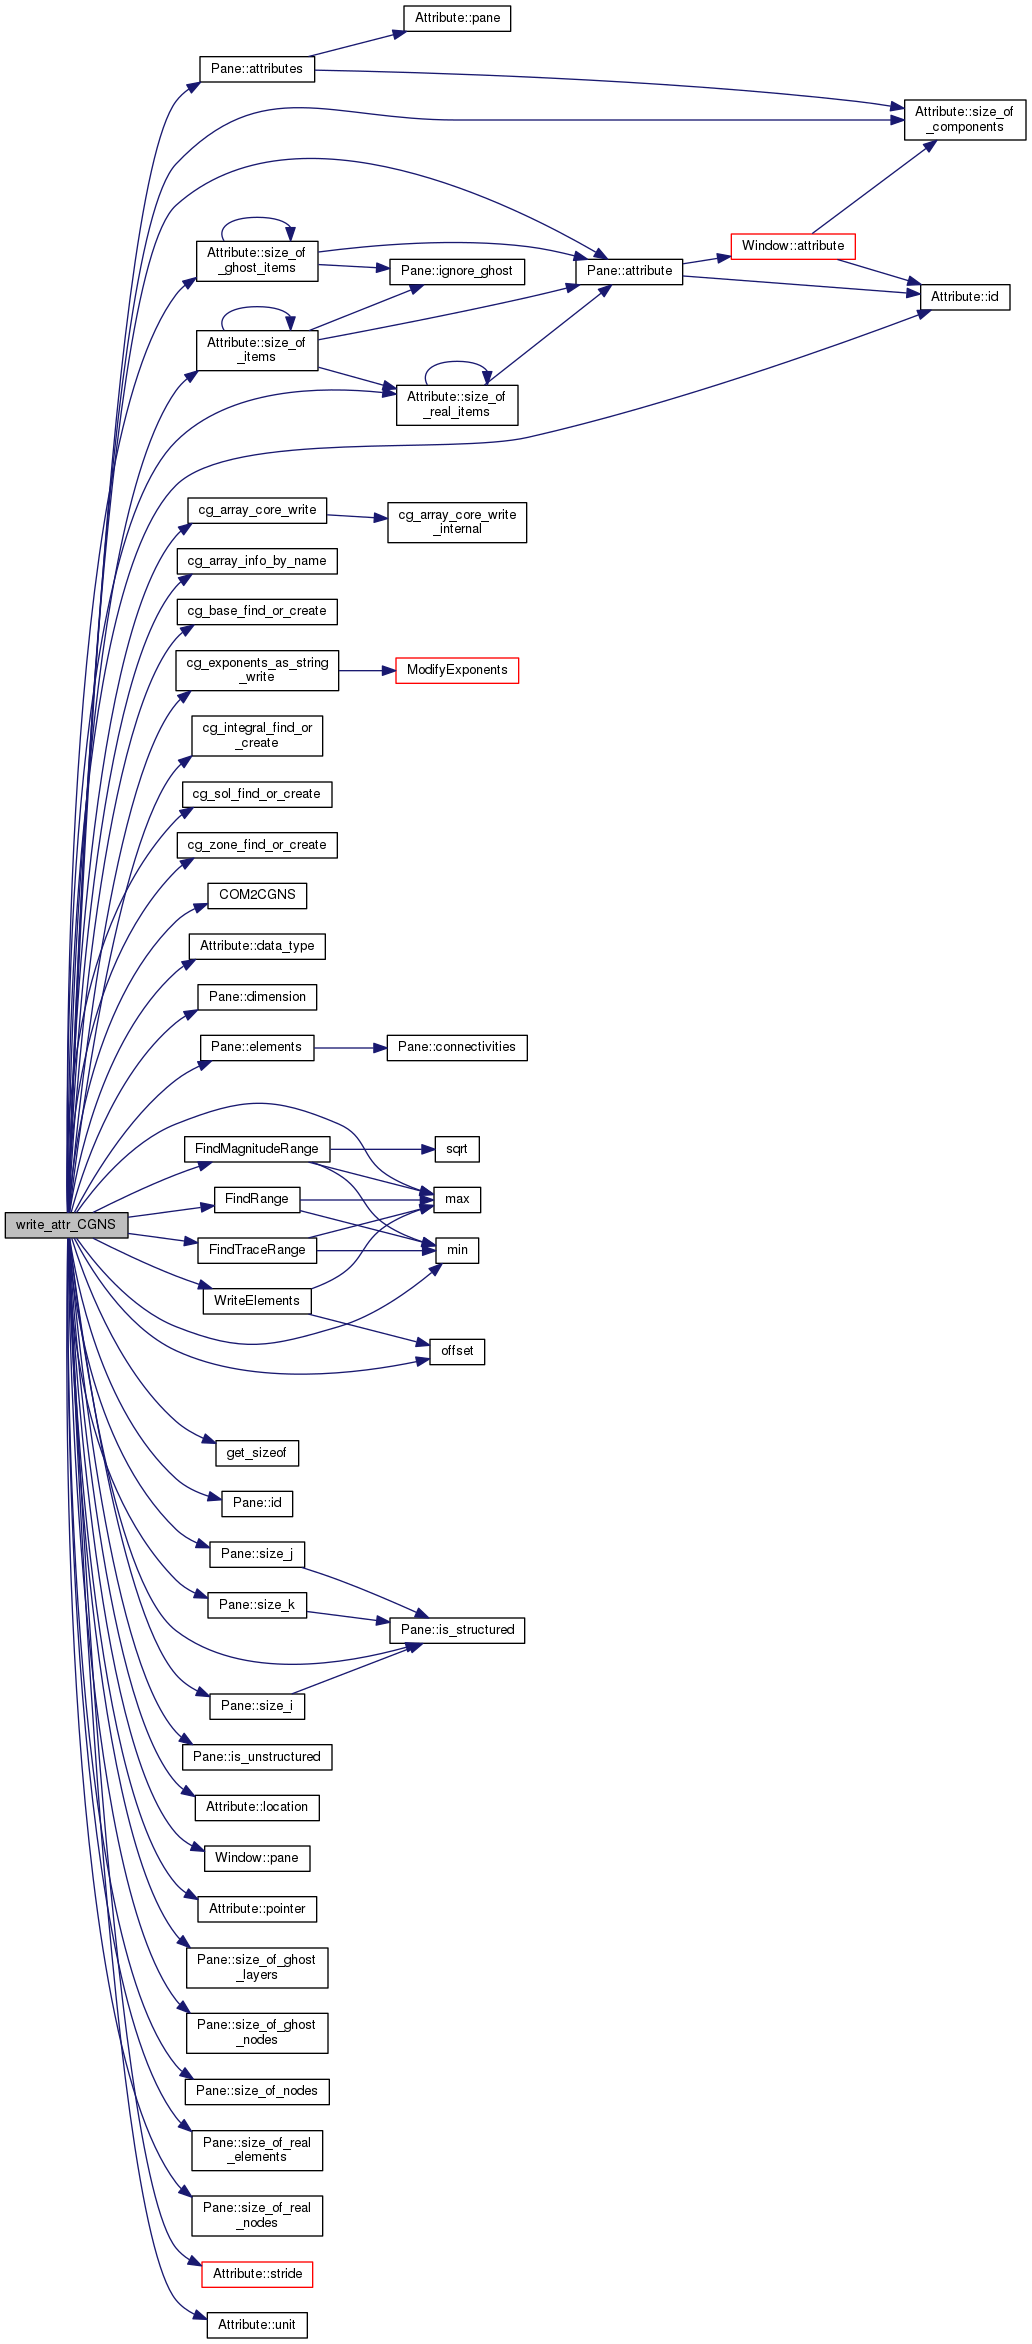 Attribute::pane
Pane::attributes
Attribute::size_of
_components
Window::attribute
Attribute::size_of
_ghost_items
Pane::ignore_ghost
Pane::attribute
Attribute::id
Attribute::size_of
_items
Attribute::size_of
_real_items
cg_array_core_write
cg_array_core_write
_internal
cg_array_info_by_name
cg_base_find_or_create
cg_exponents_as_string
_write
ModifyExponents
cg_integral_find_or
_create
cg_sol_find_or_create
cg_zone_find_or_create
COM2CGNS
Attribute::data_type
Pane::dimension
Pane::elements
Pane::connectivities
FindMagnitudeRange
sqrt
FindRange
max
write_attr_CGNS
FindTraceRange
min
WriteElements
offset
get_sizeof
Pane::id
Pane::size_j
Pane::size_k
Pane::is_structured
Pane::size_i
Pane::is_unstructured
Attribute::location
Window::pane
Attribute::pointer
Pane::size_of_ghost
_layers
Pane::size_of_ghost
_nodes
Pane::size_of_nodes
Pane::size_of_real
_elements
Pane::size_of_real
_nodes
Attribute::stride
Attribute::unit